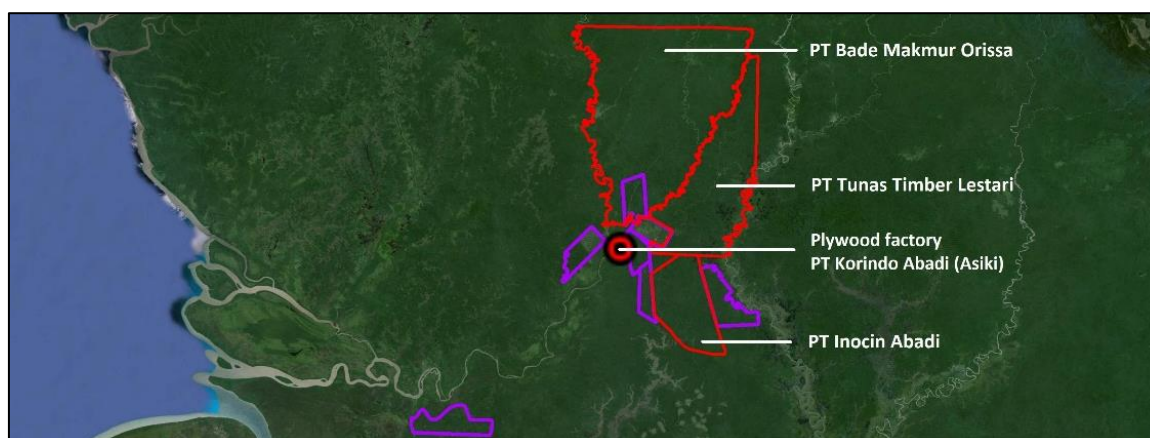 PT Bade Makmur Orissa
PT Tunas Timber Lestari
Plywood factory
PT Korindo Abadi (Asiki)
PT Inocin Abadi